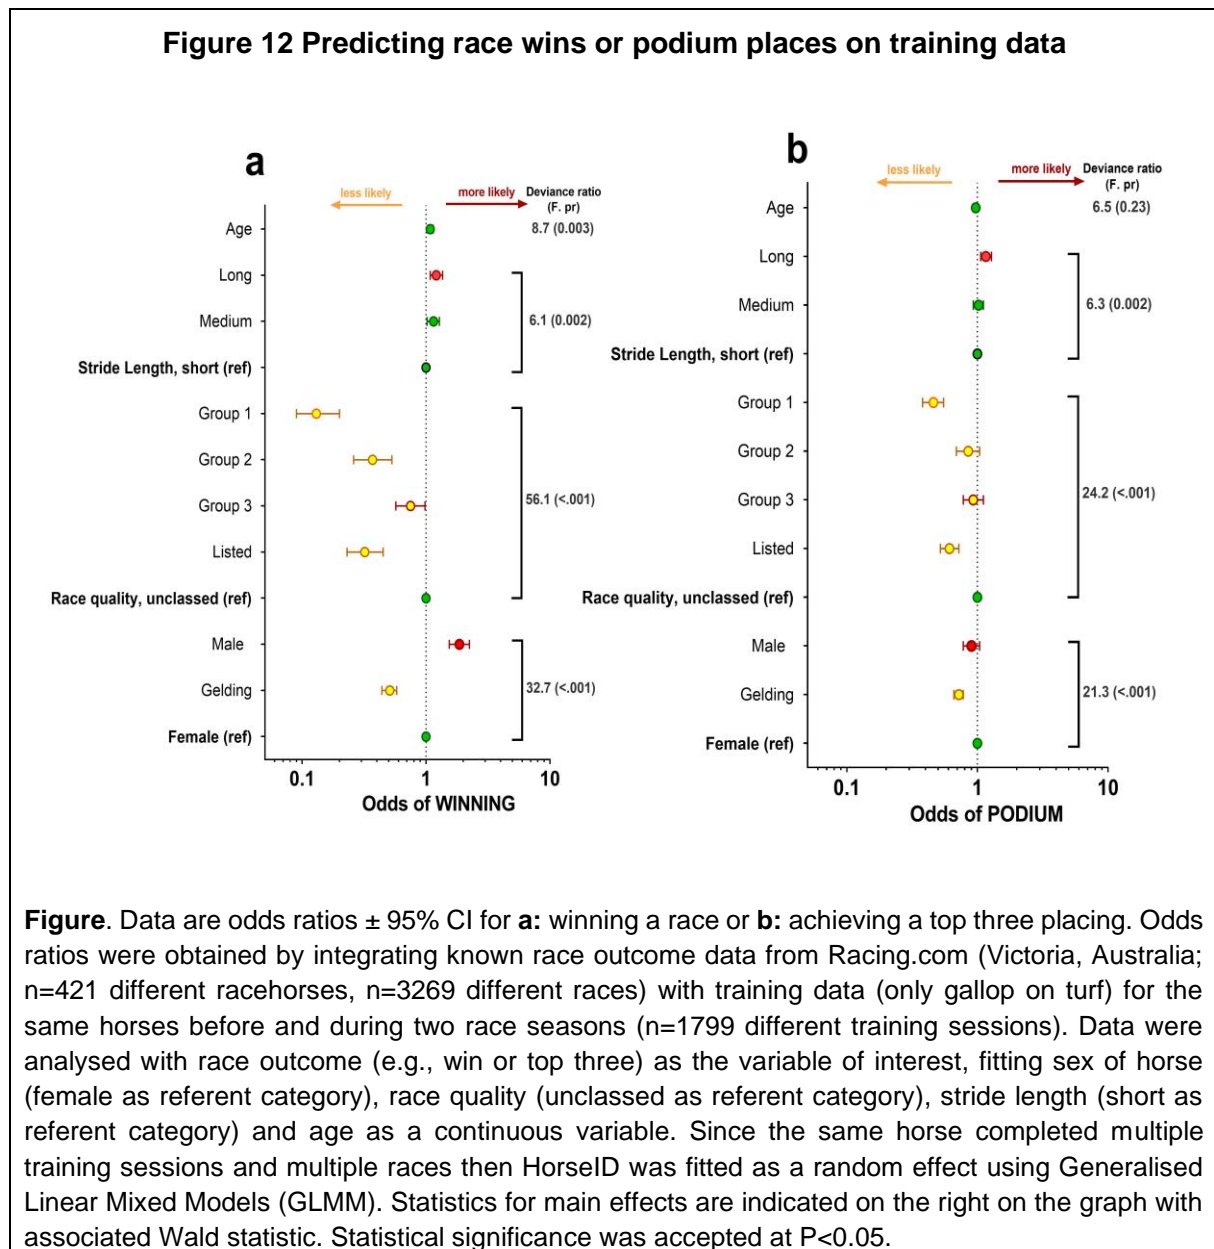 Figure 12 Predicting race wins or podium places on training data
a
less likely
more likely
Deviance ratio
(F. pr)
Age
8.7 (0.003)
Long
Medium
6.1 (0.002)
Stride Length, short (ref)
Group 1
Group 2
Group 3
56.1 (<.001)
Listed
Race quality, unclassed (ref)
Male
Gelding
32.7 (<.001)
Female (ref)
0.1
1
10
Odds of WINNING
b
less likely
more likely
Deviance ratio
(F. pr)
Age
6.5 (0.23)
Long
Medium
6.3 (0.002)
Stride Length, short (ref)
Group 1
Group 2
Group 3
24.2 (<.001)
Listed
Race quality, unclassed (ref)
Male
Gelding
21.3 (<.001)
Female (ref)
0.1
1
10
Odds of PODIUM
Figure. Data are odds ratios ± 95% CI for a: winning a race or b: achieving a top three placing. Odds
ratios were obtained by integrating known race outcome data from Racing.com (Victoria, Australia;
n=421 different racehorses, n=3269 different races) with training data (only gallop on turf) for the
same horses before and during two race seasons (n=1799 different training sessions). Data were
analysed with race outcome (e.g., win or top three) as the variable of interest, fitting sex of horse
(female as referent category), race quality (unclassed as referent category), stride length (short as
referent category) and age as a continuous variable. Since the same horse completed multiple
training sessions and multiple races then HorseID was fitted as a random effect using Generalised
Linear Mixed Models (GLMM). Statistics for main effects are indicated on the right on the graph with
associated Wald statistic. Statistical significance was accepted at P<0.05.